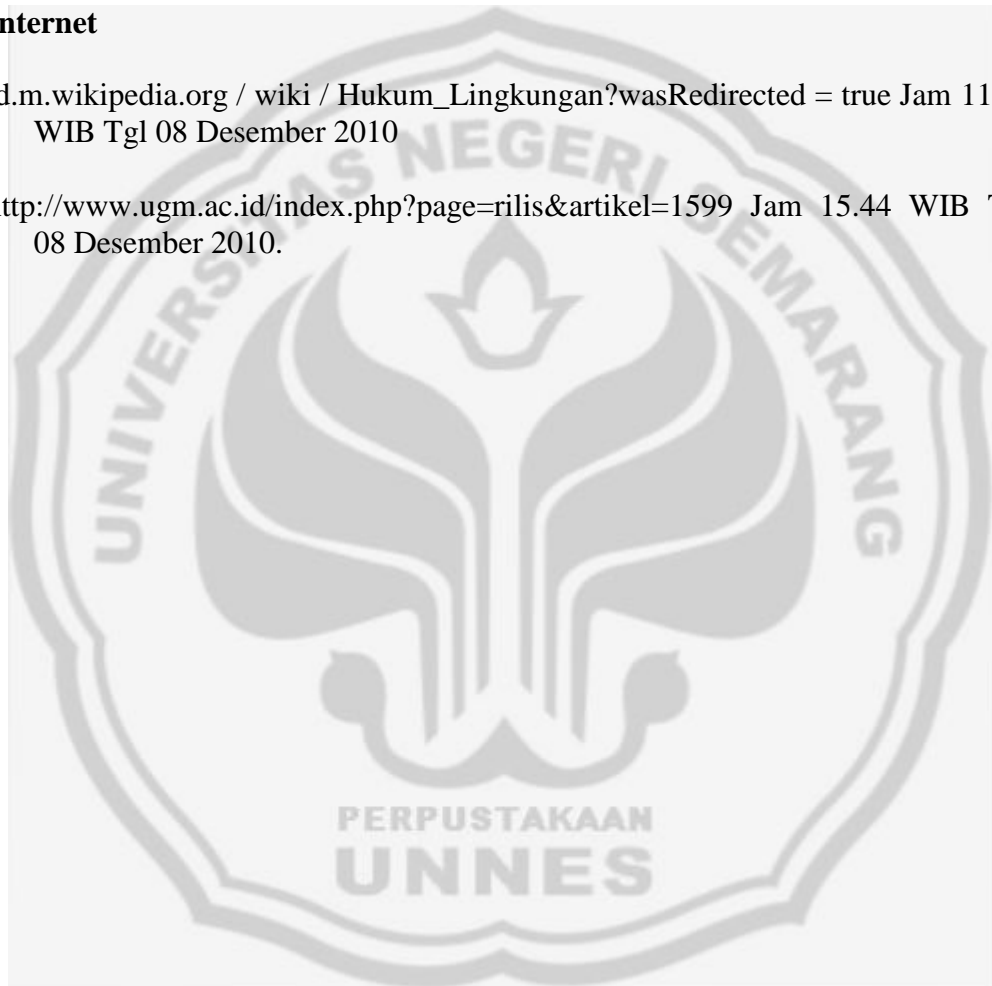 nternet
d.m.wikipedia.org / wiki / Hukum_Lingkungan?wasRedirected = true Jam 11
WIB Tgl 08 Desember 2010
ttp://www.ugm.ac.id/index.php?page=rilis&artikel=1599 Jam 15.44 WIB T
08 Desember 2010.
UNIVERSITAS NEGERI SEMARANG
PERPUSTAKAAN
UNNES